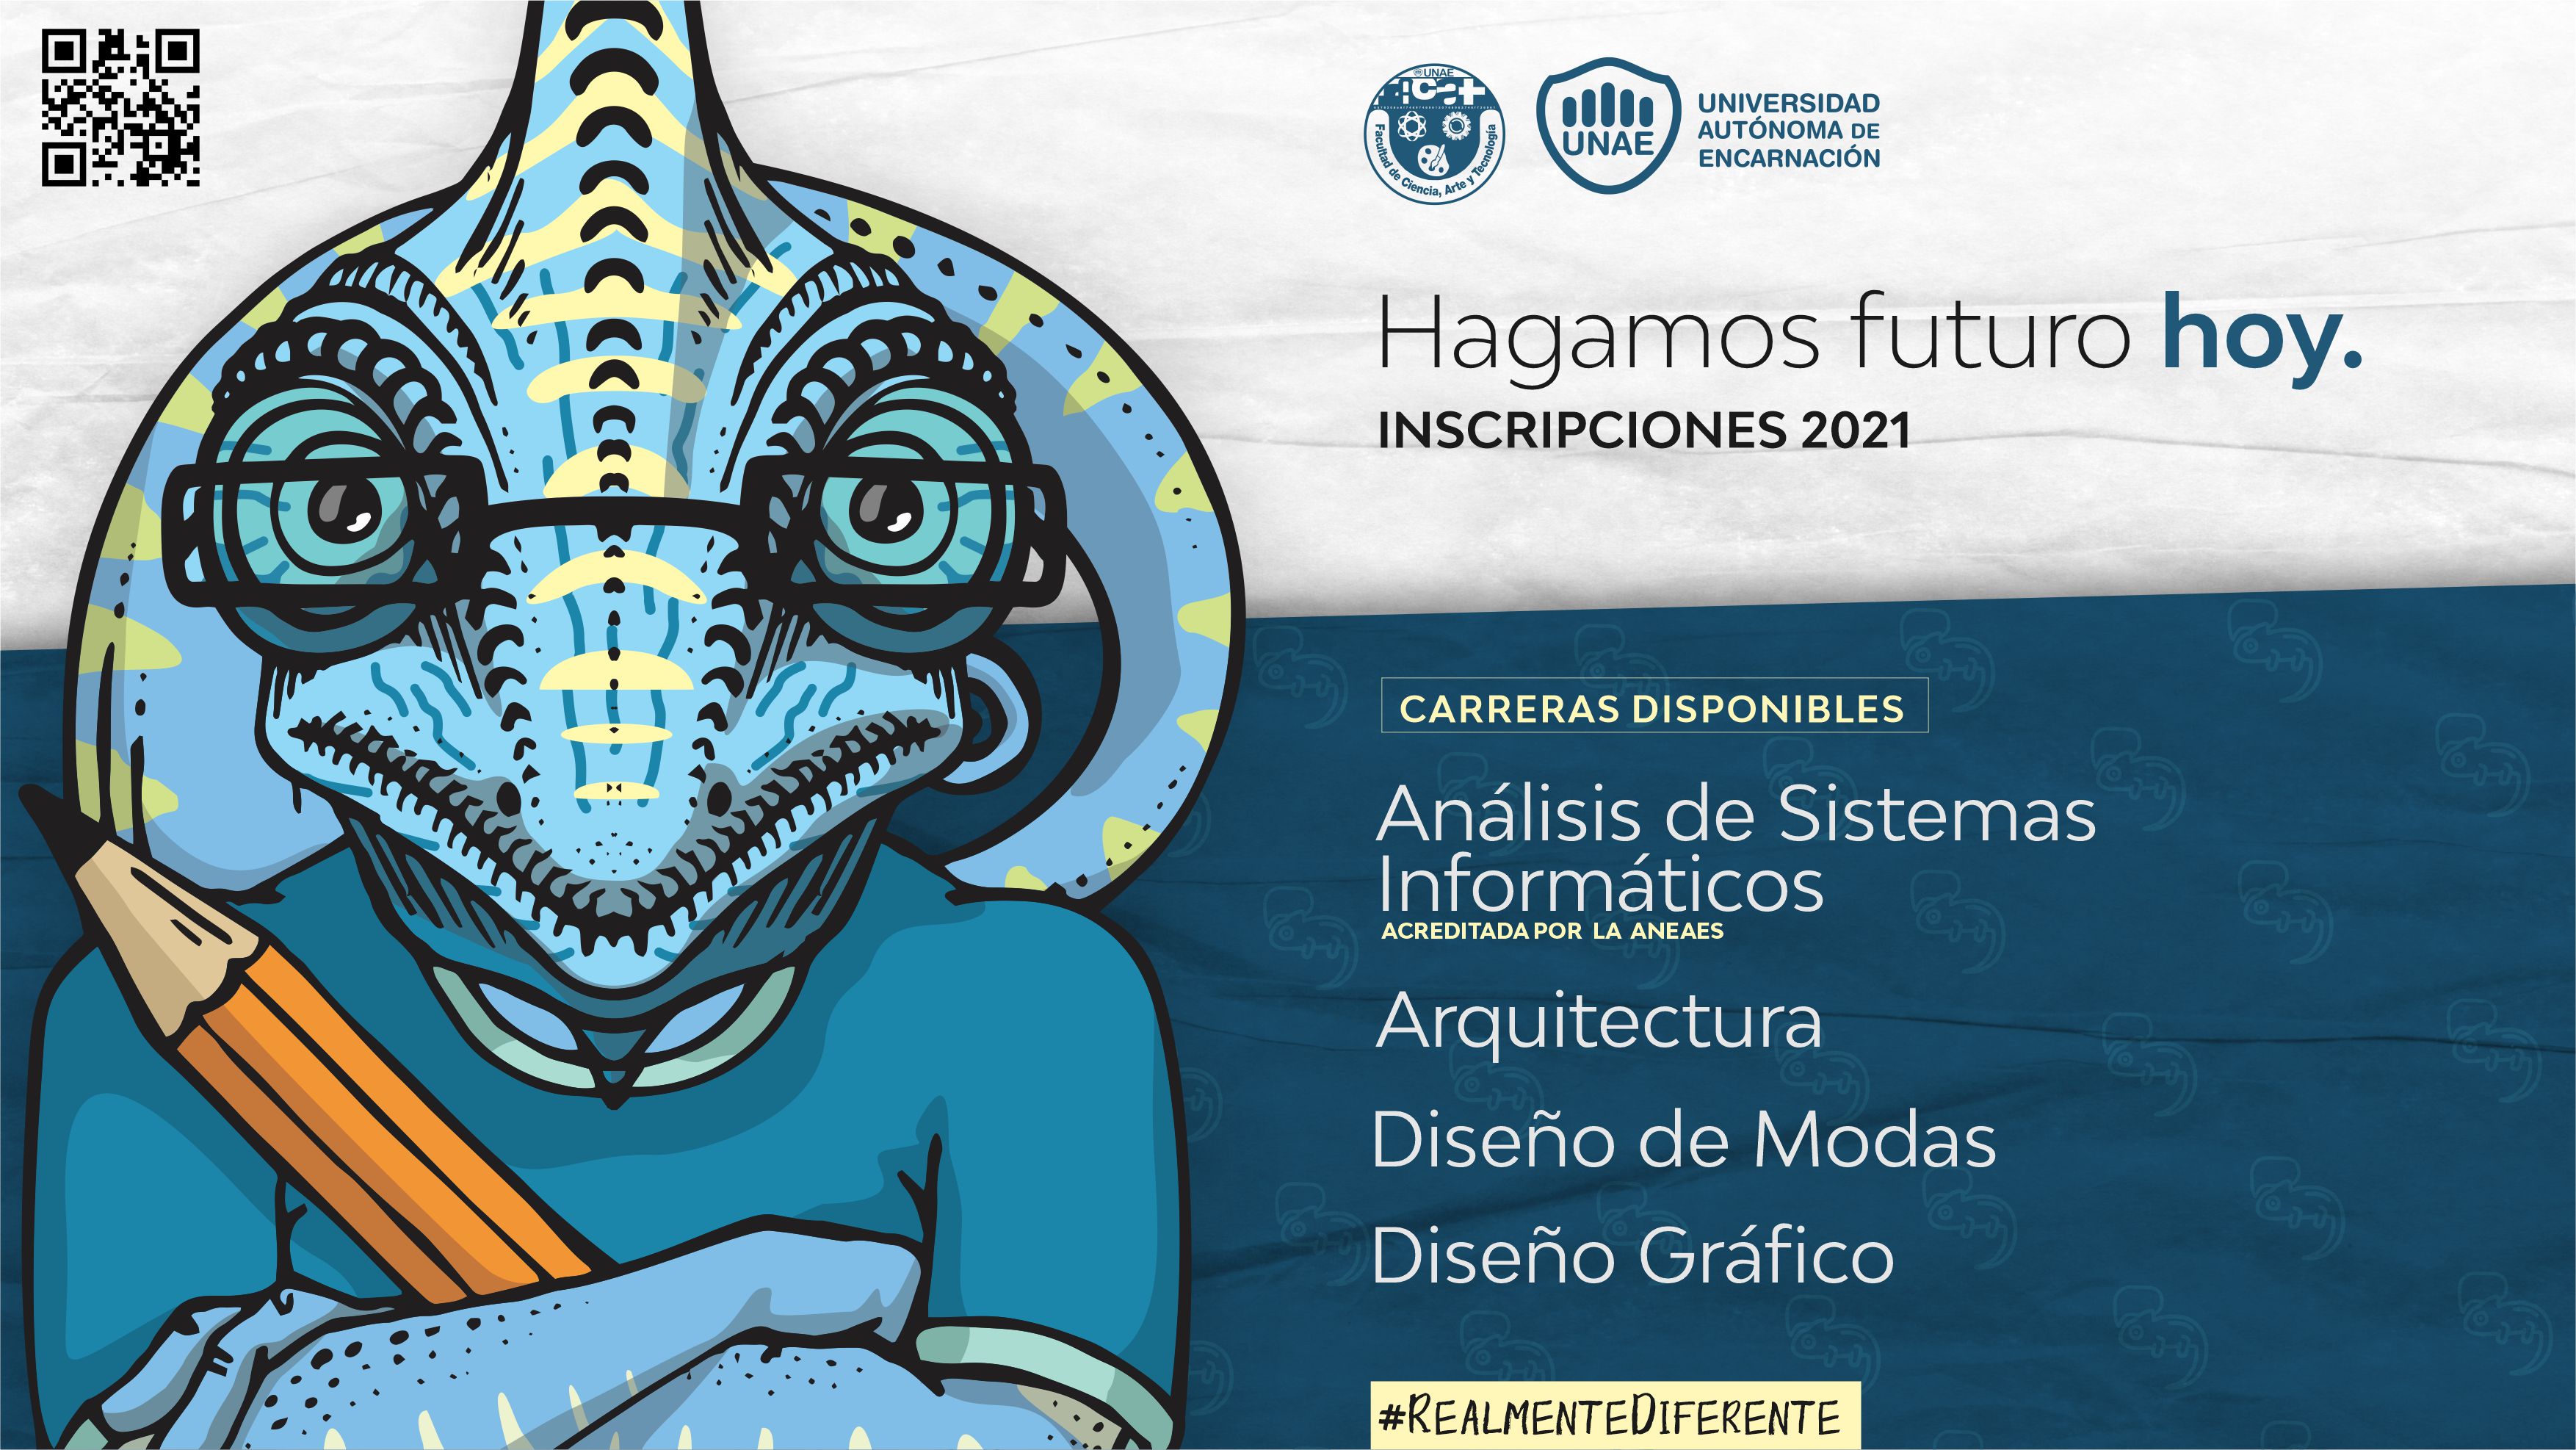 UNAE
Facultad de Ciencia, Arte y Tecnología
UNAE
UNIVERSIDAD
AUTÓNOMA DE
ENCARNACIÓN
Hagamos futuro hoy.
INSCRIPCIONES 2021
CARRERAS DISPONIBLES
Análisis de Sistemas
Informáticos
ACREDITADA POR LA ANEAES
Arquitectura
Diseño de Modas
Diseño Gráfico
#REALMENTEDIFERENTE